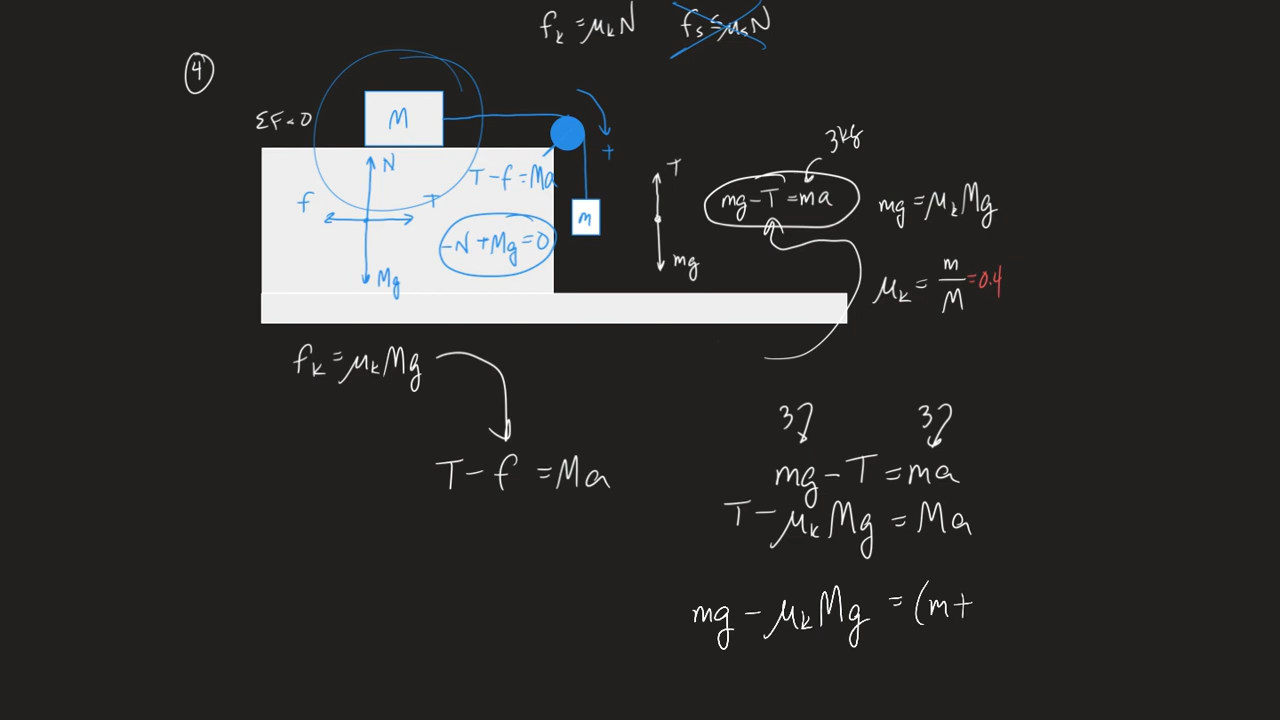 f_k = μ_k N
f_s ≤ μ_s N
4
ΣF = 0
M
N
f
T
Mg
T - f = Ma
-N + Mg = 0
+
m
T
mg
3kg
mg - T = ma
mg = μ_k Mg
μ_k = m/M = 0.4
f_k = μ_k Mg
T - f = Ma
3 3
mg - T = ma
T - μ_k Mg = Ma
mg - μ_k Mg = (m+